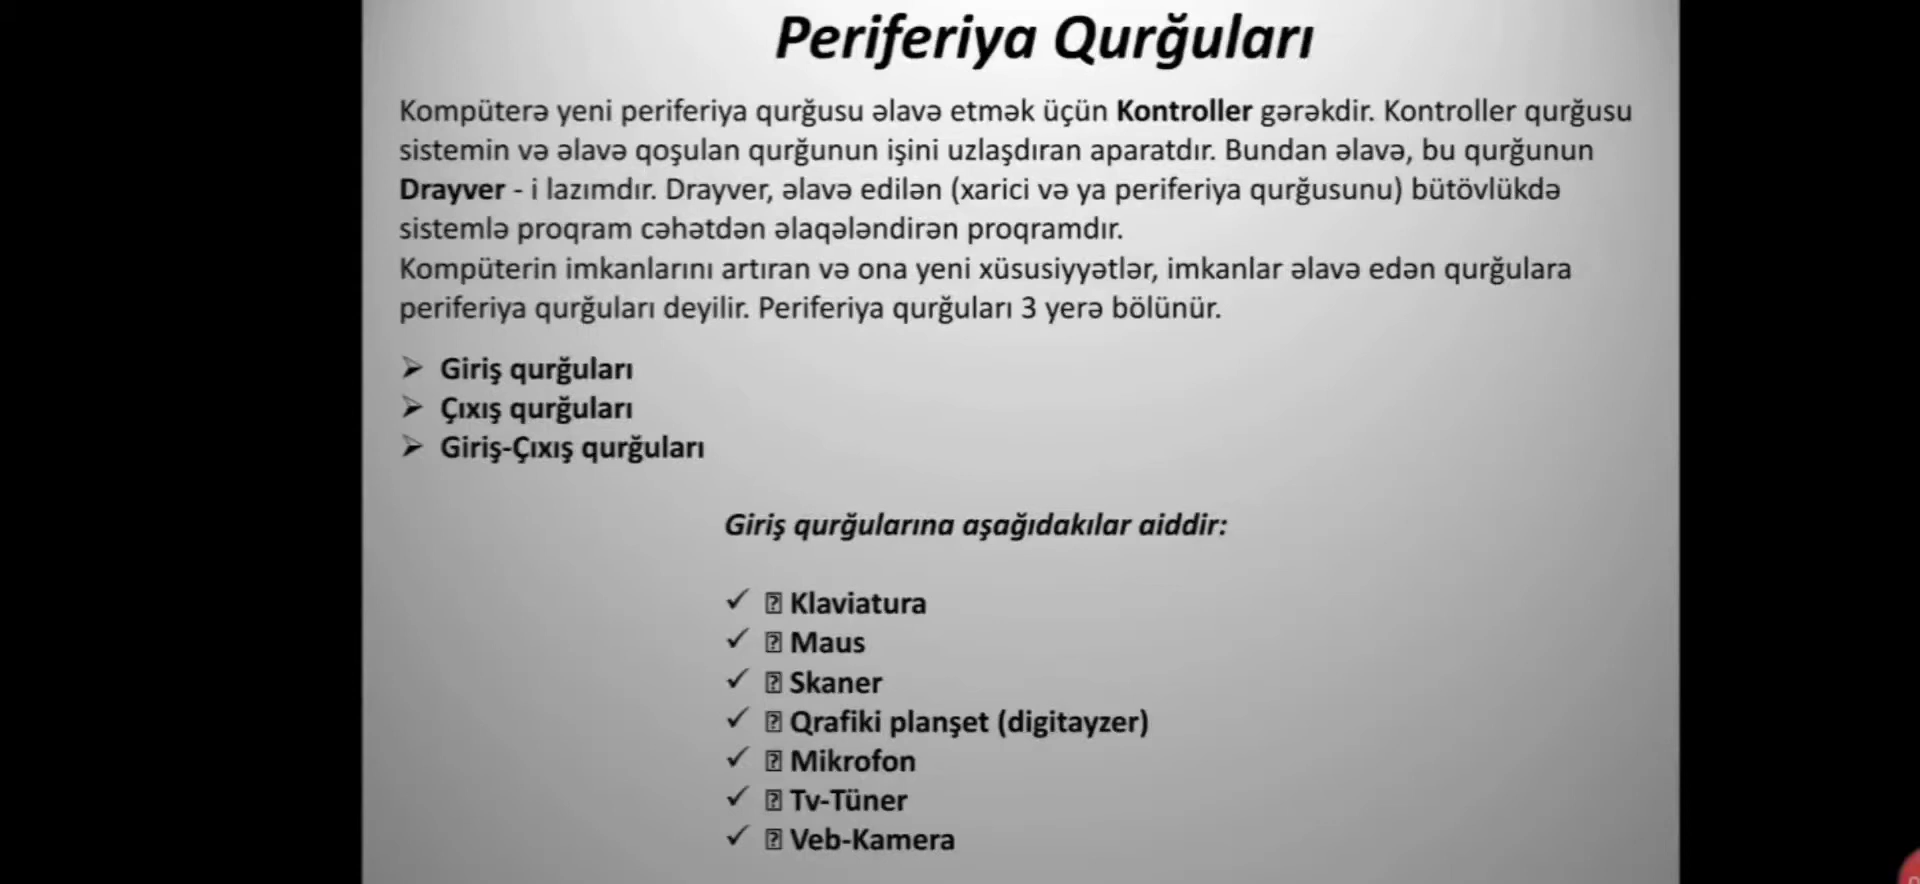 Periferiya Qurğuları
Kompüterə yeni periferiya qurğusu əlavə etmək üçün Kontroller gərəkdir. Kontroller qurğusu
sistemin və əlavə qoşulan qurğunun işini uzlaşdıran aparatdır. Bundan əlavə, bu qurğunun
Drayver - i lazımdır. Drayver, əlavə edilən (xarici və ya periferiya qurğusunu) bütövlükdə
sistemlə proqram cəhətdən əlaqələndirən proqramdır.
Kompüterin imkanlarını artıran və ona yeni xüsusiyyətlər, imkanlar əlavə edən qurğulara
periferiya qurğuları deyilir. Periferiya qurğuları 3 yerə bölünür.
➢ Giriş qurğuları
➢ Çıxış qurğuları
➢ Giriş-Çıxış qurğuları
Giriş qurğularına aşağıdakılar aiddir:
✓ ⍰ Klaviatura
✓ ⍰ Maus
✓ ⍰ Skaner
✓ ⍰ Qrafiki planşet (digitayzer)
✓ ⍰ Mikrofon
✓ ⍰ Tv-Tüner
✓ ⍰ Veb-Kamera